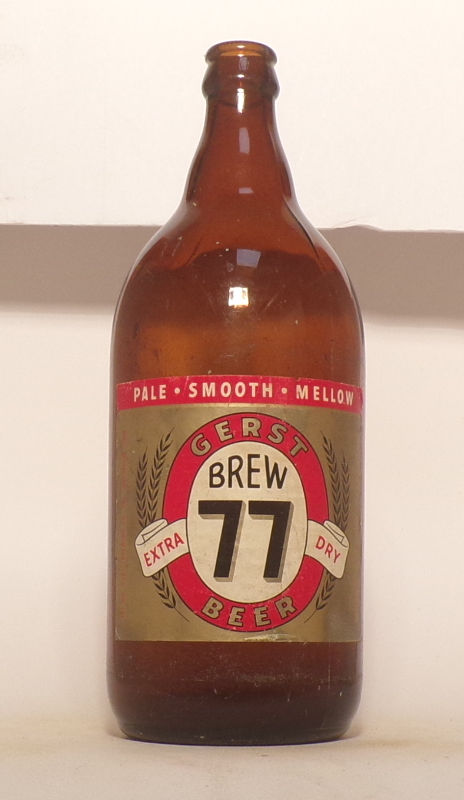 PALE • SMOOTH • MELLOW
GERST
BREW
77
EXTRA DRY
BEER